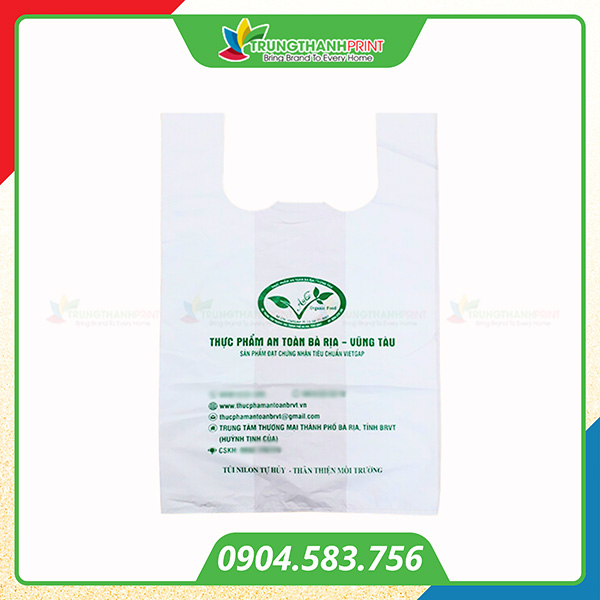 TRUNGTHANHPRINT
Bring Brand To Every Home
Organic Food
THỰC PHẨM AN TOÀN BÀ RỊA - VŨNG TÀU
SẢN PHẨM ĐẠT CHỨNG NHẬN TIÊU CHUẨN VIETGAP
www.thucphamantoanbrvt.vn
thucphamantoanbrvt@gmail.com
TRUNG TÂM THƯƠNG MẠI THÀNH PHỐ BÀ RỊA, TỈNH BRVT
(HUỲNH TỊNH CỦA)
CSKH:
TÚI NILON TỰ HỦY - THÂN THIỆN MÔI TRƯỜNG
0904.583.756